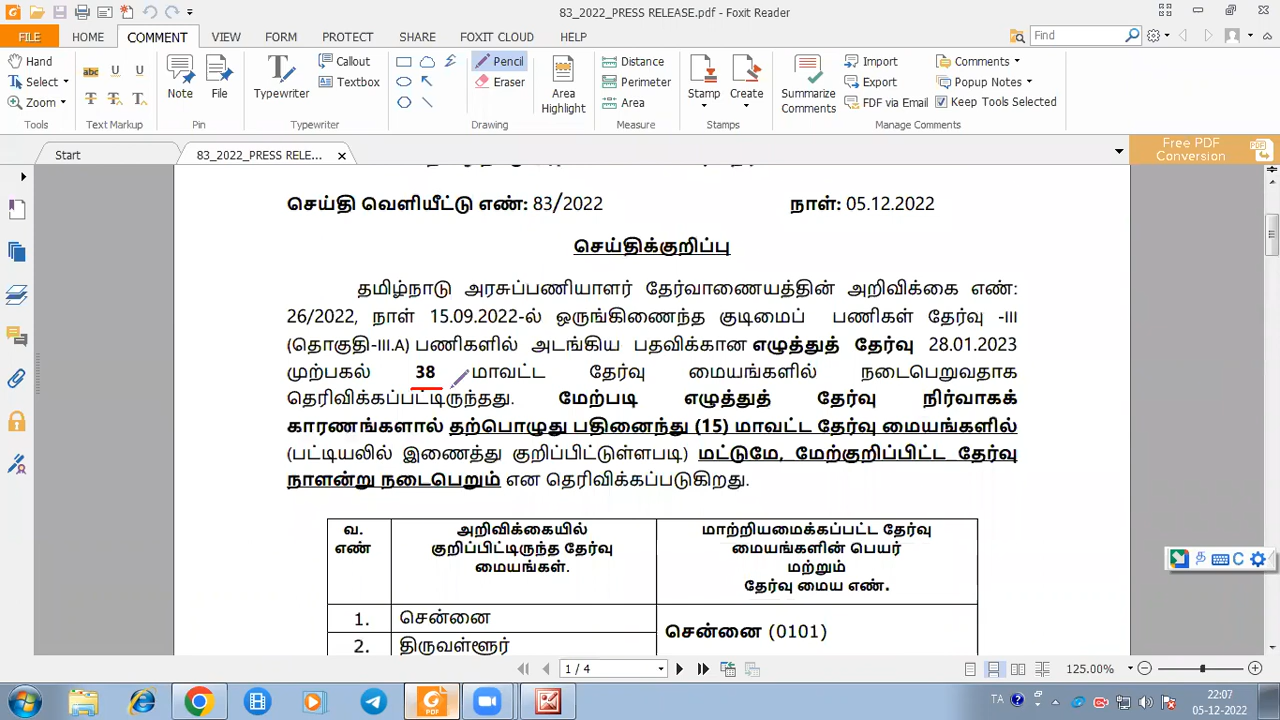 83_2022_PRESS RELEASE.pdf - Foxit Reader
FILE HOME COMMENT VIEW FORM PROTECT SHARE FOXIT CLOUD HELP Find
Hand Callout Pencil Distance Import Comments
Select Textbox Eraser Perimeter Export Popup Notes
Zoom Area FDF via Email Keep Tools Selected
Note File Typewriter Area Highlight Stamp Create Summarize Comments
Tools Text Markup Pin Typewriter Drawing Measure Stamps Manage Comments
Start 83_2022_PRESS RELE... Free PDF Conversion
செய்தி வெளியீட்டு எண்: 83/2022 நாள்: 05.12.2022
செய்திக்குறிப்பு
தமிழ்நாடு அரசுப்பணியாளர் தேர்வாணையத்தின் அறிவிக்கை எண்:
26/2022, நாள் 15.09.2022-ல் ஒருங்கிணைந்த குடிமைப் பணிகள் தேர்வு -III
(தொகுதி-III.A) பணிகளில் அடங்கிய பதவிக்கான எழுத்துத் தேர்வு 28.01.2023
முற்பகல் 38 மாவட்ட தேர்வு மையங்களில் நடைபெறுவதாக
தெரிவிக்கப்பட்டிருந்தது. மேற்படி எழுத்துத் தேர்வு நிர்வாகக்
காரணங்களால் தற்பொழுது பதினைந்து (15) மாவட்ட தேர்வு மையங்களில்
(பட்டியலில் இணைத்து குறிப்பிட்டுள்ளபடி) மட்டுமே, மேற்குறிப்பிட்ட தேர்வு
நாளன்று நடைபெறும் என தெரிவிக்கப்படுகிறது.
வ. எண் அறிவிக்கையில் குறிப்பிட்டிருந்த தேர்வு மையங்கள். மாற்றியமைக்கப்பட்ட தேர்வு மையங்களின் பெயர் மற்றும் தேர்வு மைய எண்.
1. சென்னை சென்னை (0101)
2. திருவள்ளூர்
1 / 4 125.00%
TA 22:07
05-12-2022